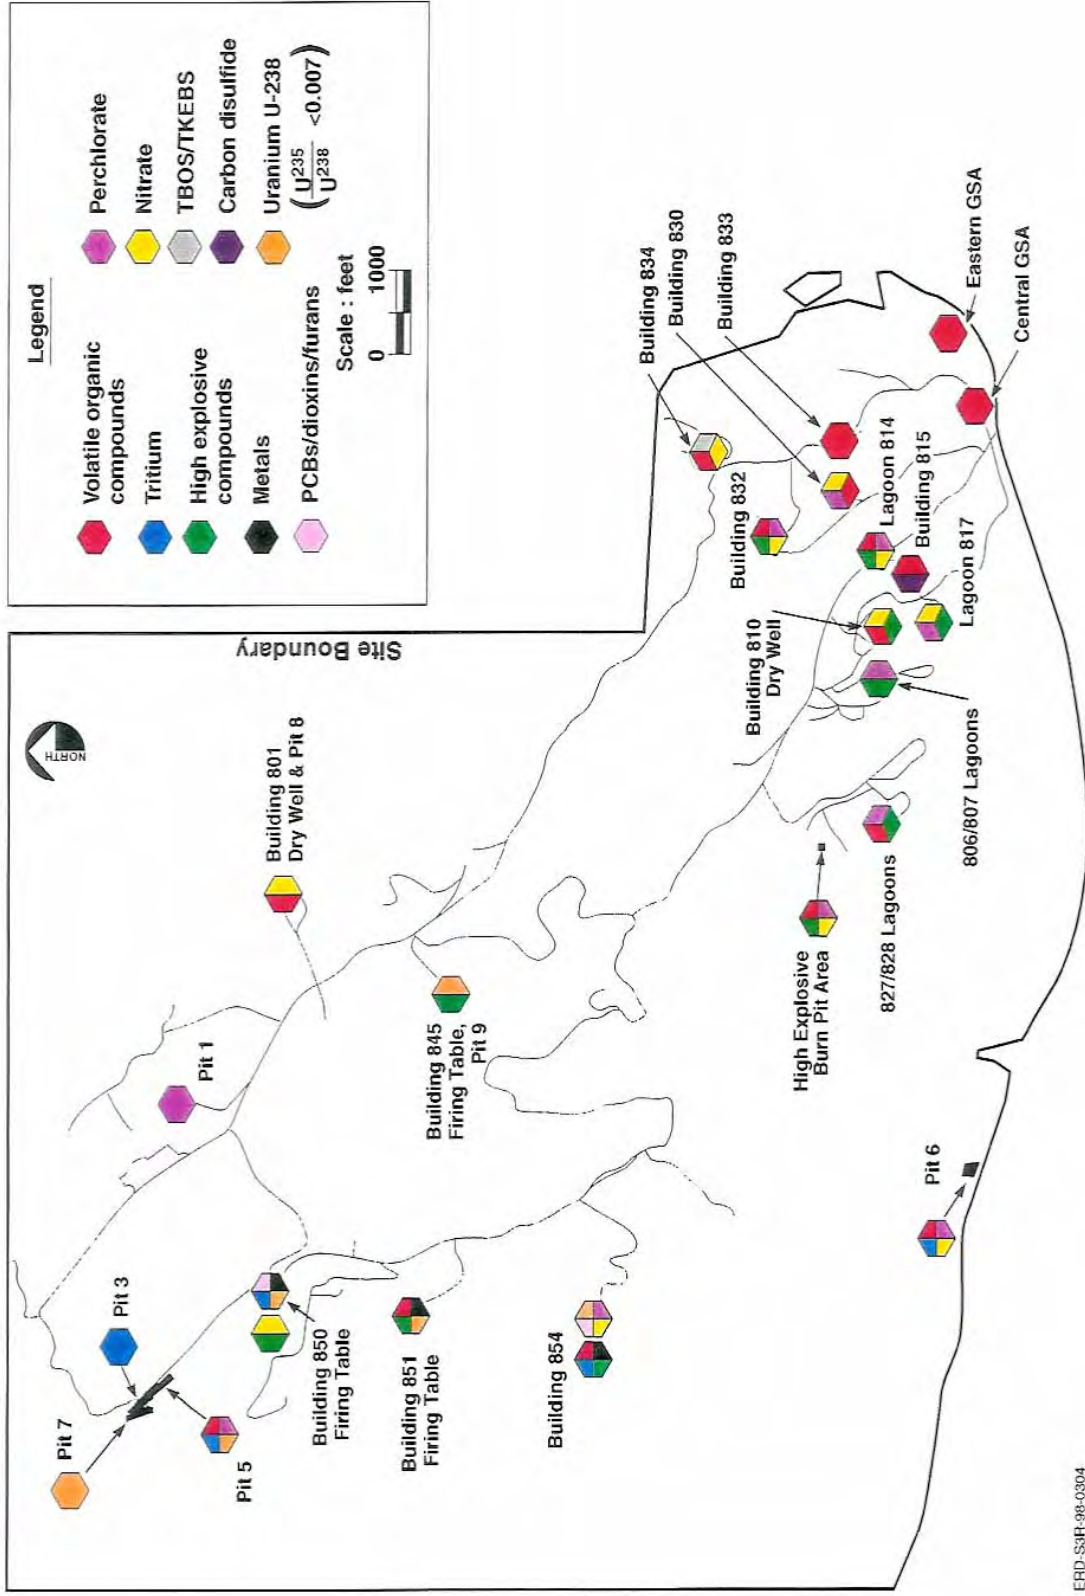 Legend
Volatile organic
compounds
Tritium
High explosive
compounds
Metals
PCBs/dioxins/furans
Perchlorate
Nitrate
TBOS/TKEBS
Carbon disulfide
Uranium U-238
(U235/U238 <0.007)
Scale : feet
0 1000
NORTH
Site Boundary
Pit 7
Pit 3
Pit 5
Pit 1
Building 801
Dry Well & Pit 8
Building 850
Firing Table
Building 851
Firing Table
Building 845
Firing Table,
Pit 9
Building 854
High Explosive
Burn Pit Area
827/828 Lagoons
Pit 6
806/807 Lagoons
Building 810
Dry Well
Building 832
Building 834
Building 830
Building 833
Lagoon 814
Building 815
Lagoon 817
Eastern GSA
Central GSA
ERD-S3R-98-0304